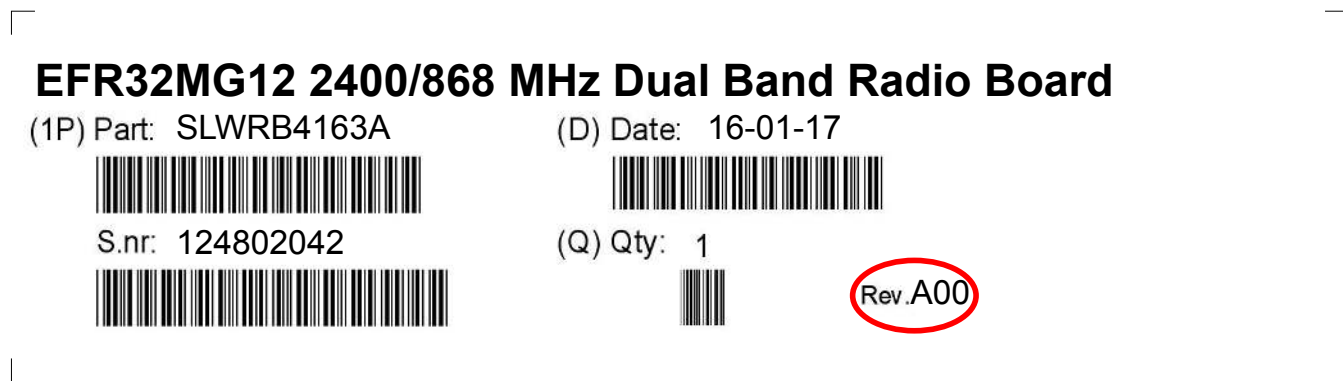 EFR32MG12 2400/868 MHz Dual Band Radio Board
(1P) Part: SLWRB4163A
(D) Date: 16-01-17
S.nr: 124802042
(Q) Qty: 1
Rev.A00